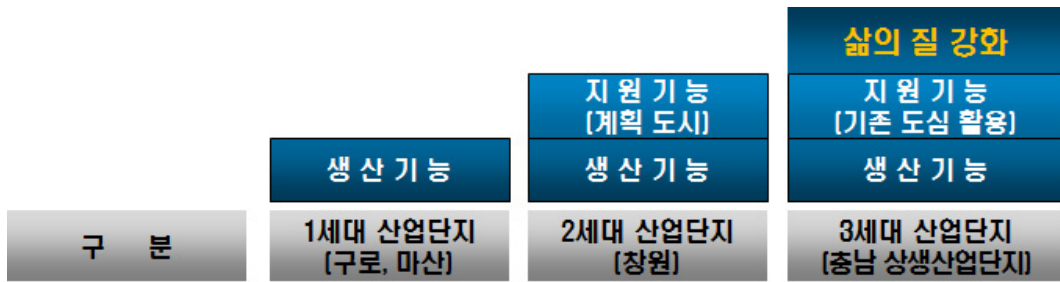 삶의 질 강화
지 원 기 능
(계획 도시)
지 원 기 능
(기존 도심 활용)
생 산 기 능
생 산 기 능
생 산 기 능
구 분
1세대 산업단지
(구로, 마산)
2세대 산업단지
(창원)
3세대 산업단지
(충남 상생산업단지)